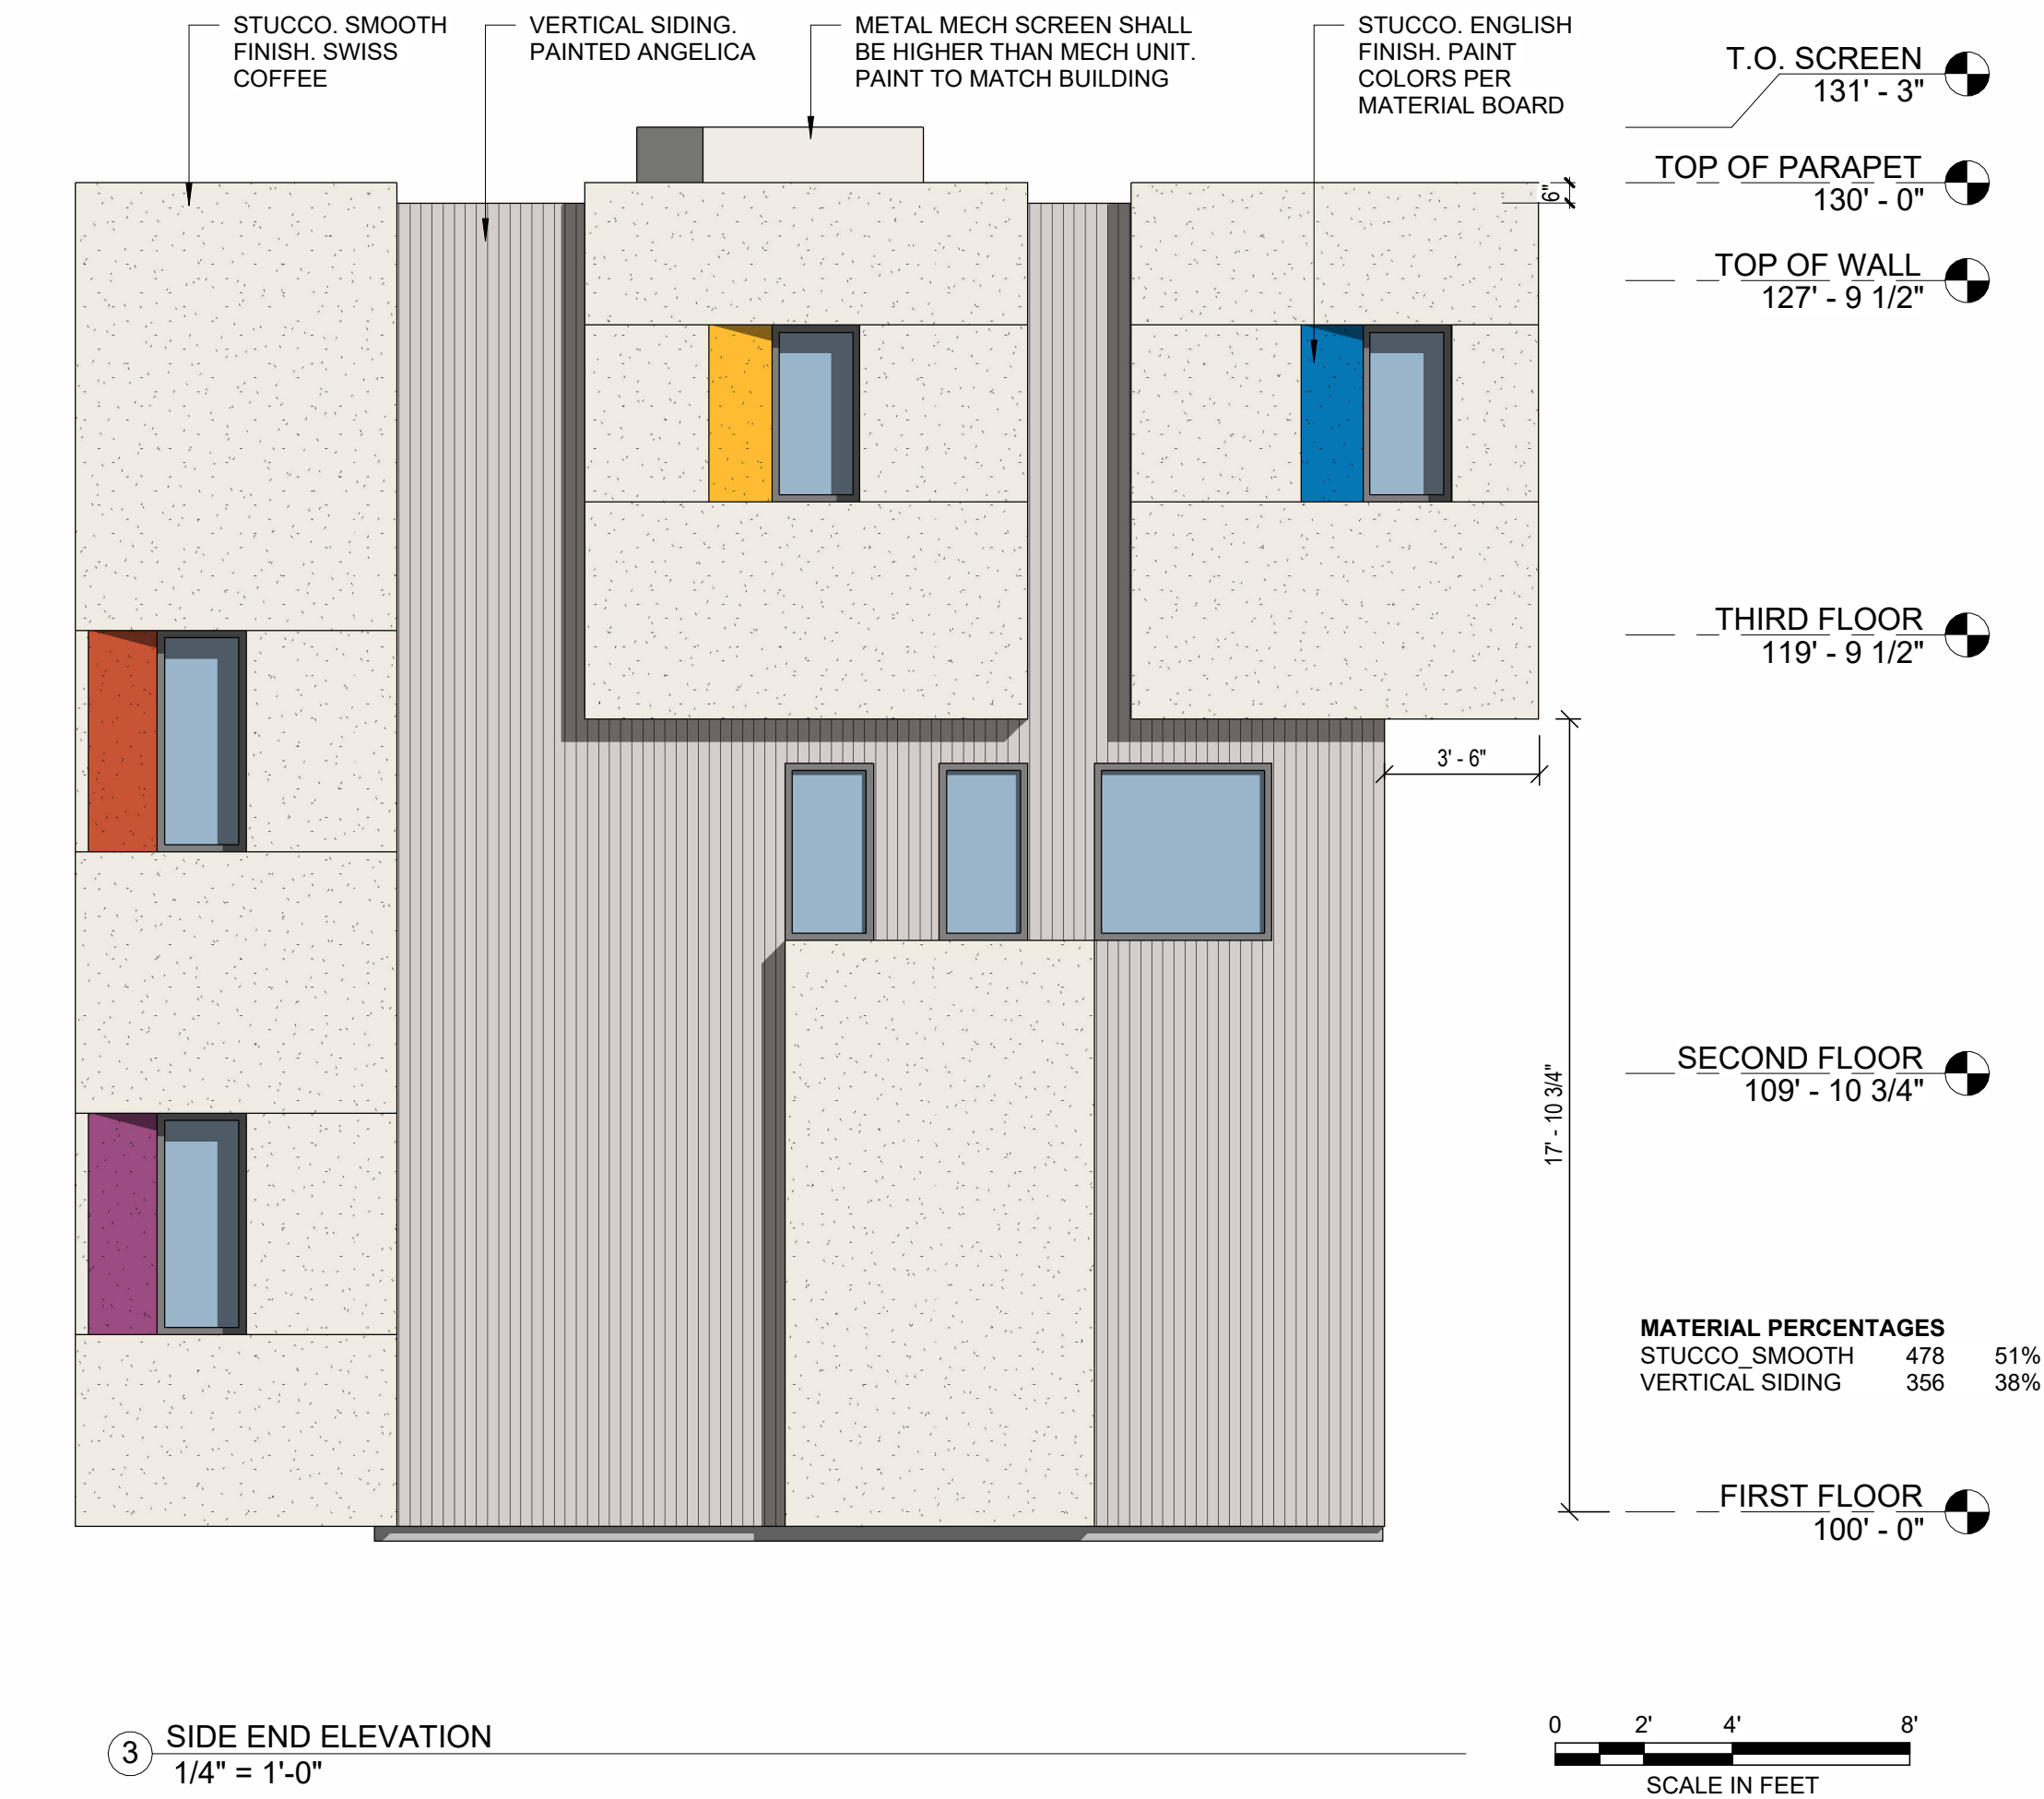 STUCCO. SMOOTH
FINISH. SWISS
COFFEE
VERTICAL SIDING.
PAINTED ANGELICA
METAL MECH SCREEN SHALL
BE HIGHER THAN MECH UNIT.
PAINT TO MATCH BUILDING
STUCCO. ENGLISH
FINISH. PAINT
COLORS PER
MATERIAL BOARD
T.O. SCREEN
131' - 3"
TOP OF PARAPET
130' - 0"
6"
TOP OF WALL
127' - 9 1/2"
THIRD FLOOR
119' - 9 1/2"
3' - 6"
SECOND FLOOR
109' - 10 3/4"
17' - 10 3/4"
MATERIAL PERCENTAGES
STUCCO_SMOOTH 478 51%
VERTICAL SIDING 356 38%
FIRST FLOOR
100' - 0"
3 SIDE END ELEVATION
1/4" = 1'-0"
0 2' 4' 8'
SCALE IN FEET